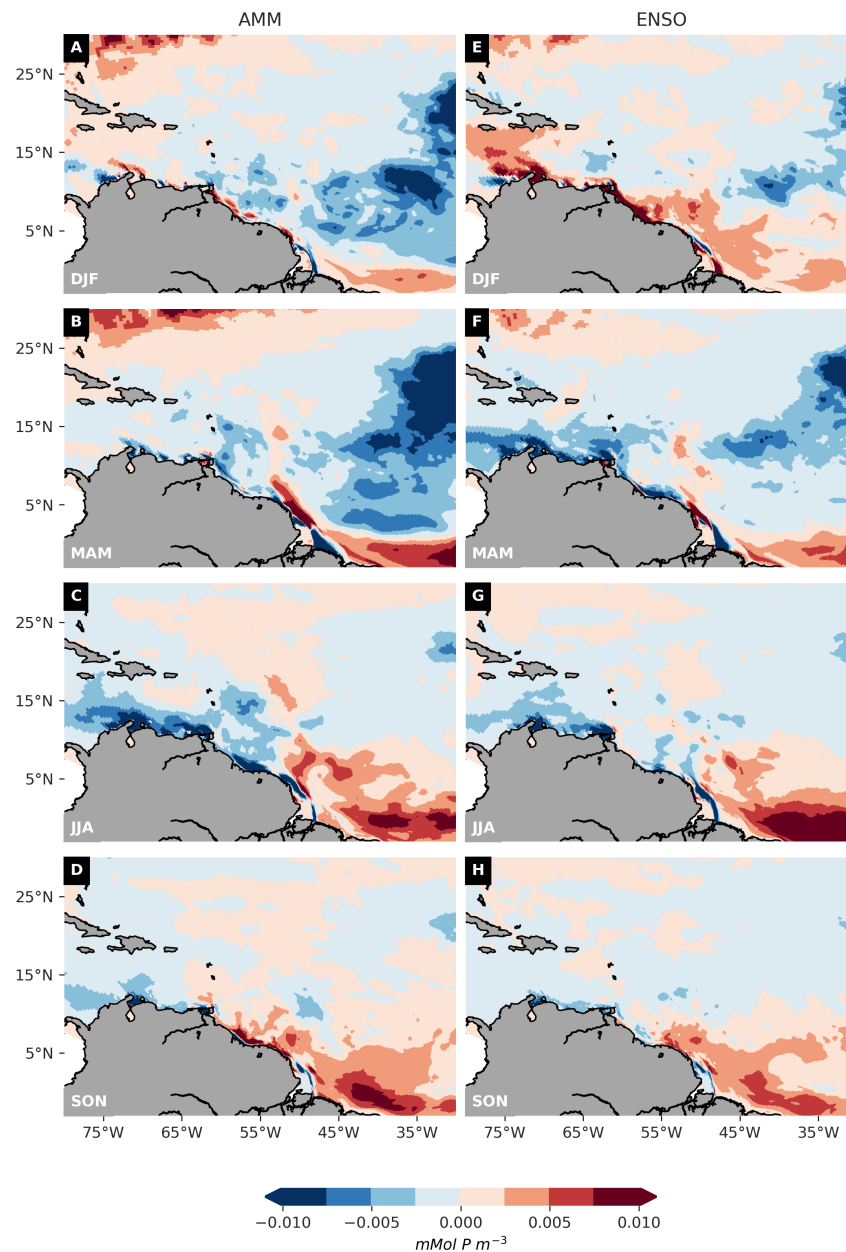 AMM ENSO
A E
25°N
15°N
5°N
DJF DJF
B F
25°N
15°N
5°N
MAM MAM
C G
25°N
15°N
5°N
JJA JJA
D H
25°N
15°N
5°N
SON SON
75°W 65°W 55°W 45°W 35°W 75°W 65°W 55°W 45°W 35°W
−0.010 −0.005 0.000 0.005 0.010
mMol P m⁻³